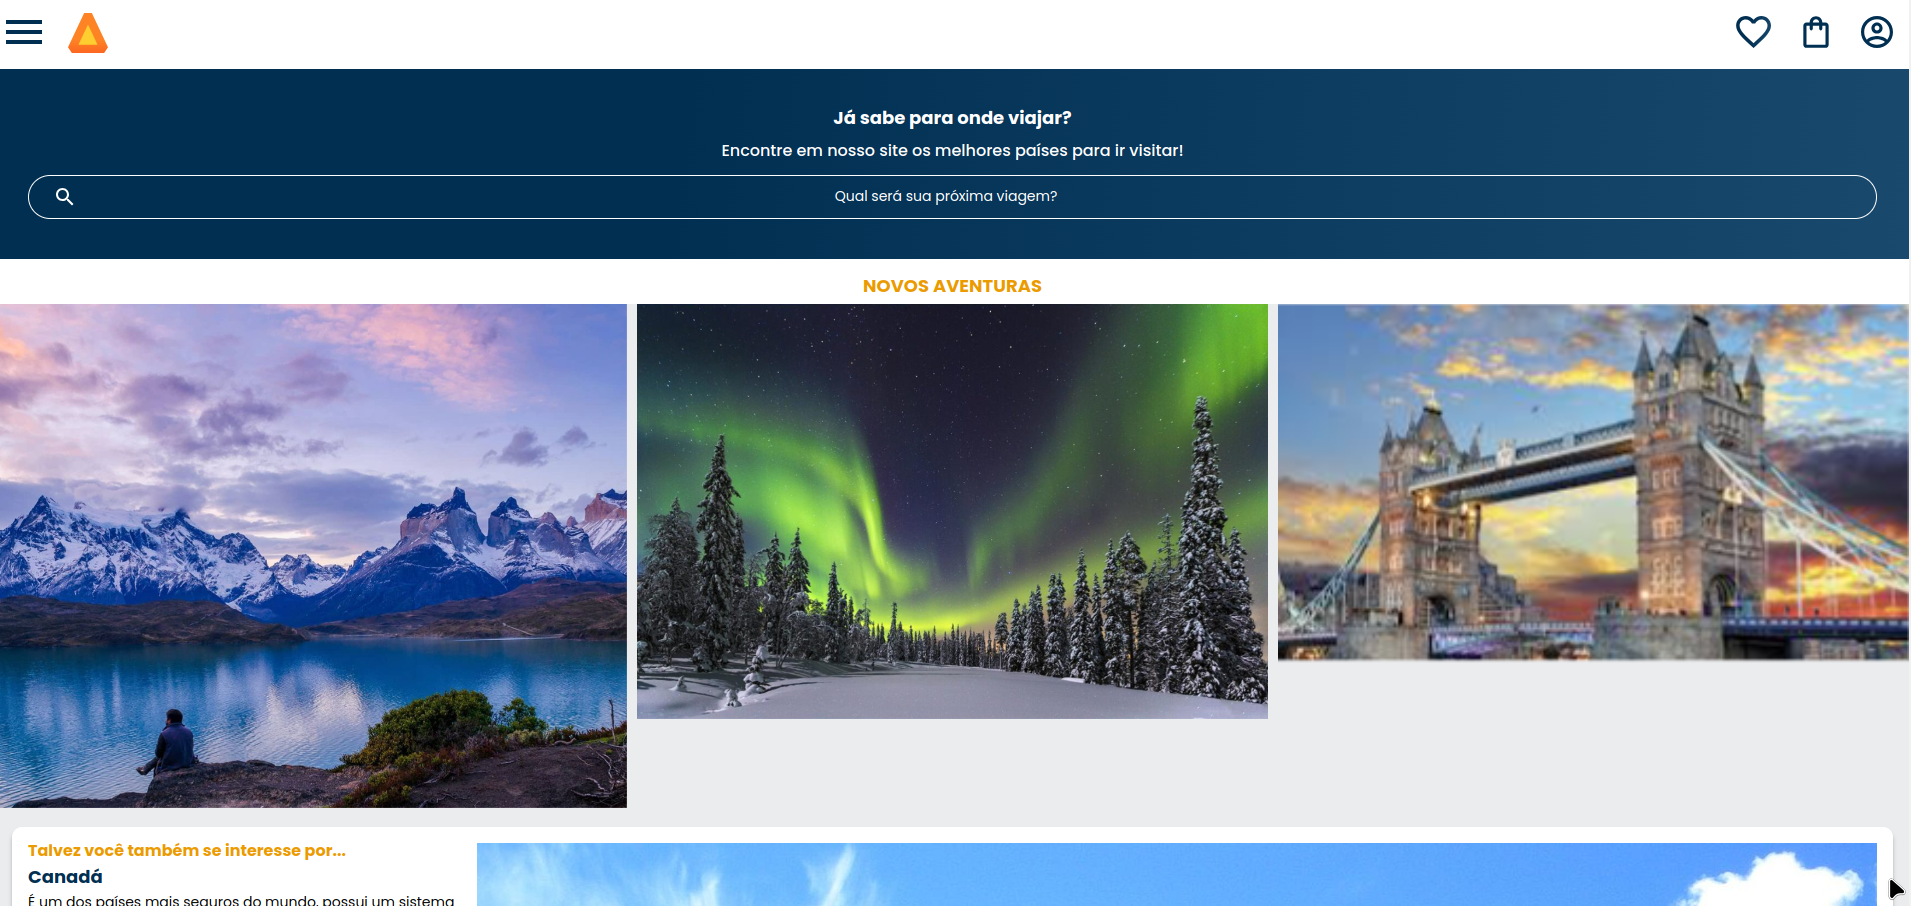 Já sabe para onde viajar?
Encontre em nosso site os melhores países para ir visitar!
Qual será sua próxima viagem?
NOVOS AVENTURAS
Talvez você também se interesse por...
Canadá
É um dos países mais seguros do mundo, possui um sistema